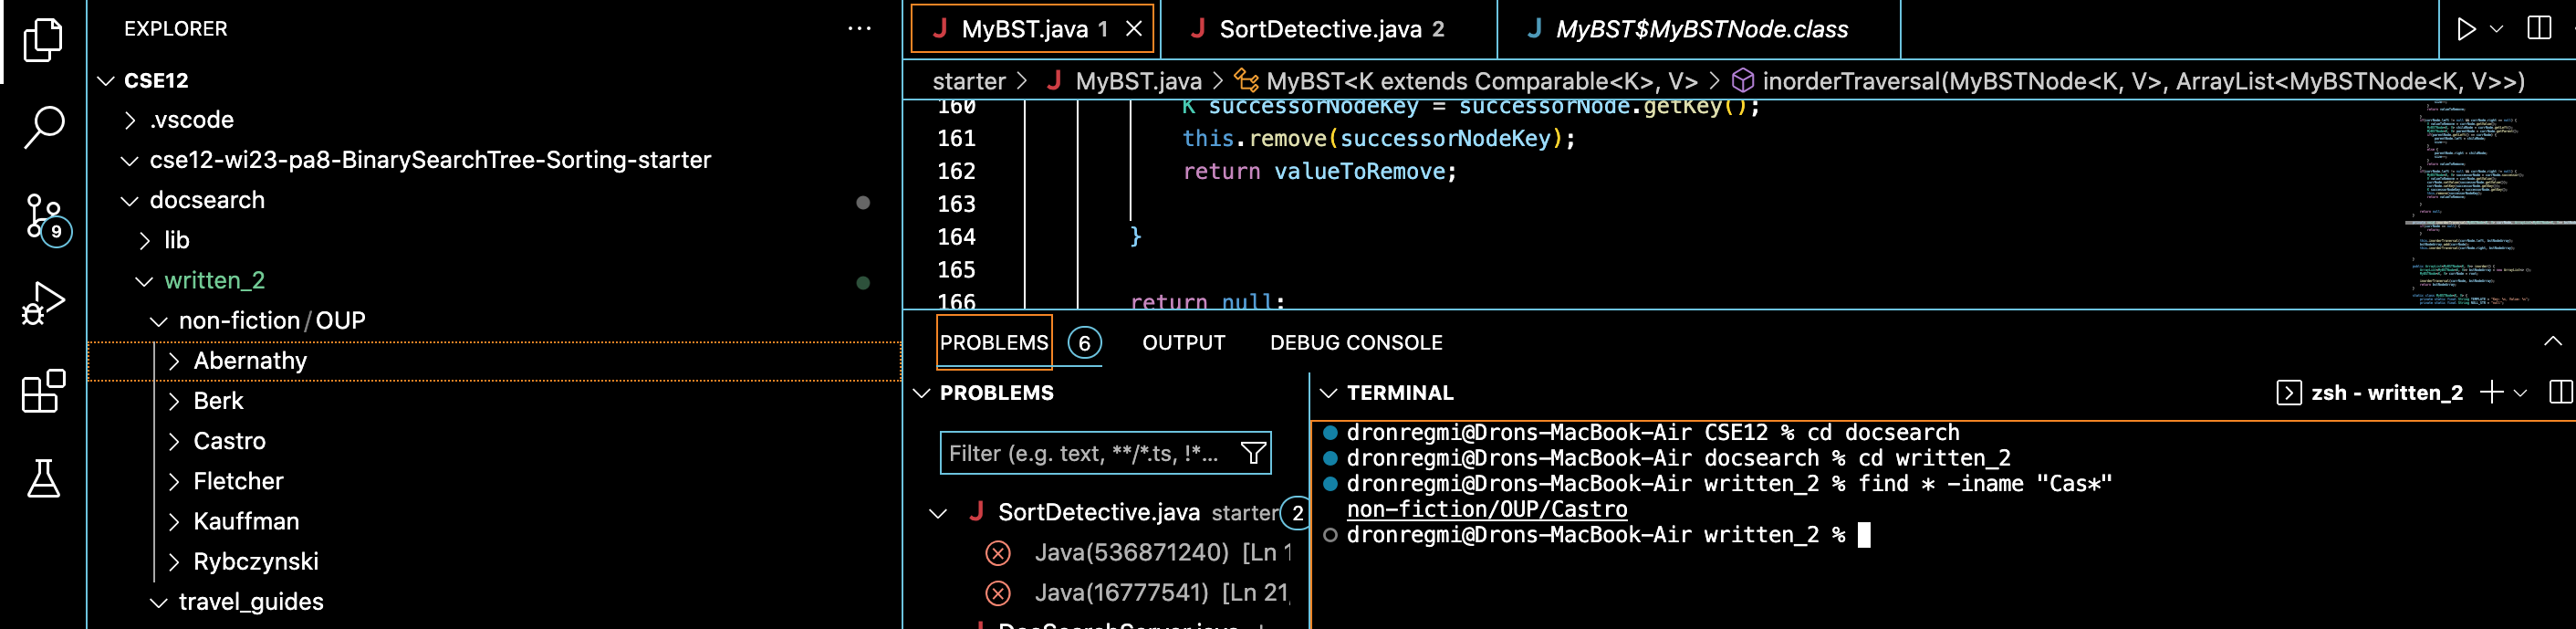 EXPLORER
CSE12
.vscode
cse12-wi23-pa8-BinarySearchTree-Sorting-starter
docsearch
lib
written_2
non-fiction/OUP
Abernathy
Berk
Castro
Fletcher
Kauffman
Rybczynski
travel_guides
9
MyBST.java 1
SortDetective.java 2
MyBST$MyBSTNode.class
starter > MyBST.java > MyBST<K extends Comparable<K>, V> > inorderTraversal(MyBSTNode<K, V>, ArrayList<MyBSTNode<K, V>>)
160 K successorNodeKey = successorNode.getKey();
161 this.remove(successorNodeKey);
162 return valueToRemove;
163
164 }
165
166 return null;
PROBLEMS 6 OUTPUT DEBUG CONSOLE
PROBLEMS
Filter (e.g. text, **/*.ts, !*...
SortDetective.java starter 2
Java(536871240) [Ln 1
Java(16777541) [Ln 21,
TERMINAL
zsh - written_2
dronregmi@Drons-MacBook-Air CSE12 % cd docsearch
dronregmi@Drons-MacBook-Air docsearch % cd written_2
dronregmi@Drons-MacBook-Air written_2 % find * -iname "Cas*"
non-fiction/OUP/Castro
dronregmi@Drons-MacBook-Air written_2 %